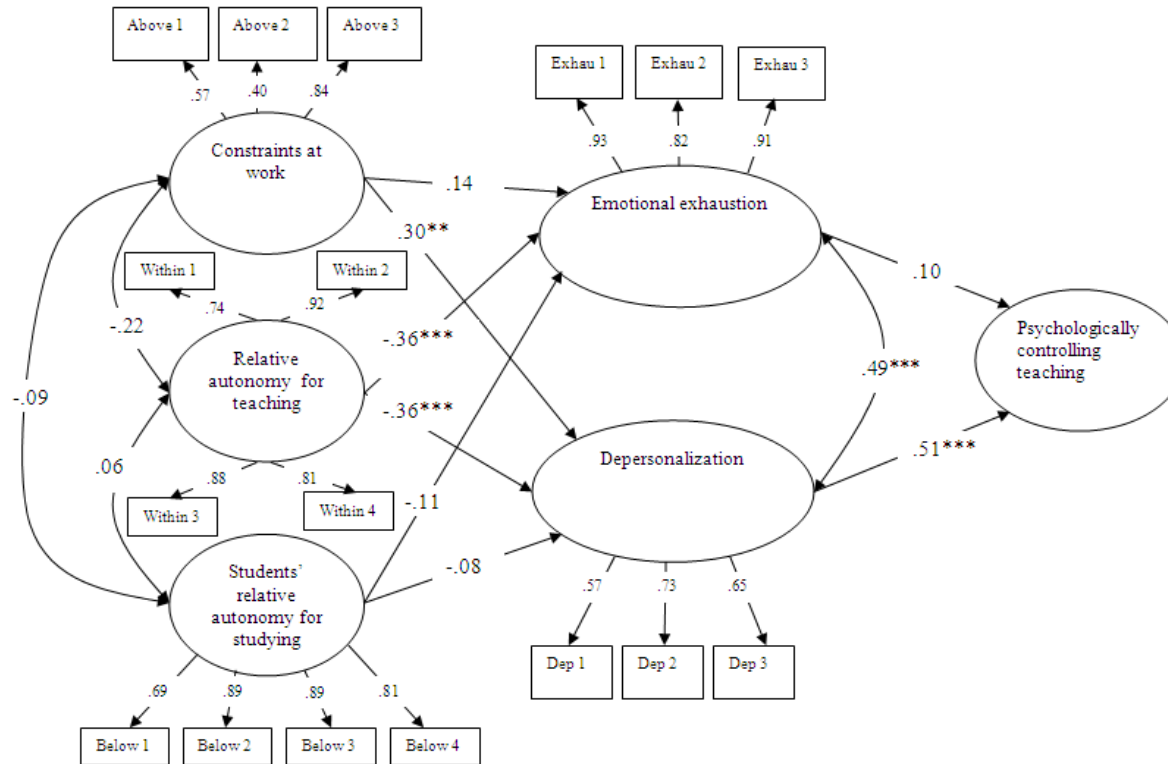 Above 1
Above 2
Above 3
Exhau 1
Exhau 2
Exhau 3
.57
.40
.84
.93
.82
.91
Constraints at
work
.14
Emotional exhaustion
.30**
Within 1
Within 2
.74
.92
-.22
-.36***
.10
Relative
autonomy for
teaching
Psychologically
controlling
teaching
-.09
-.36***
.49***
.51***
.06
.88
.81
Within 3
Within 4
Depersonalization
-.11
-.08
Students’
relative
autonomy for
studying
.57
.73
.65
Dep 1
Dep 2
Dep 3
.69
.89
.89
.81
Below 1
Below 2
Below 3
Below 4